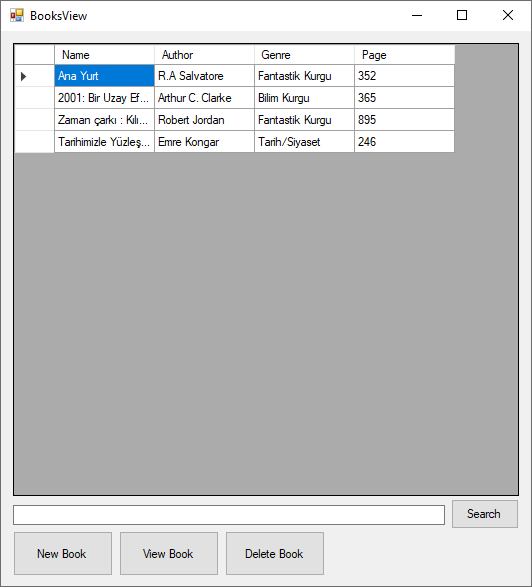 BooksView
Name Author Genre Page
Ana Yurt R.A Salvatore Fantastik Kurgu 352
2001: Bir Uzay Ef... Arthur C. Clarke Bilim Kurgu 365
Zaman çarkı : Kılı... Robert Jordan Fantastik Kurgu 895
Tarihimizle Yüzleş... Emre Kongar Tarih/Siyaset 246
Search
New Book View Book Delete Book